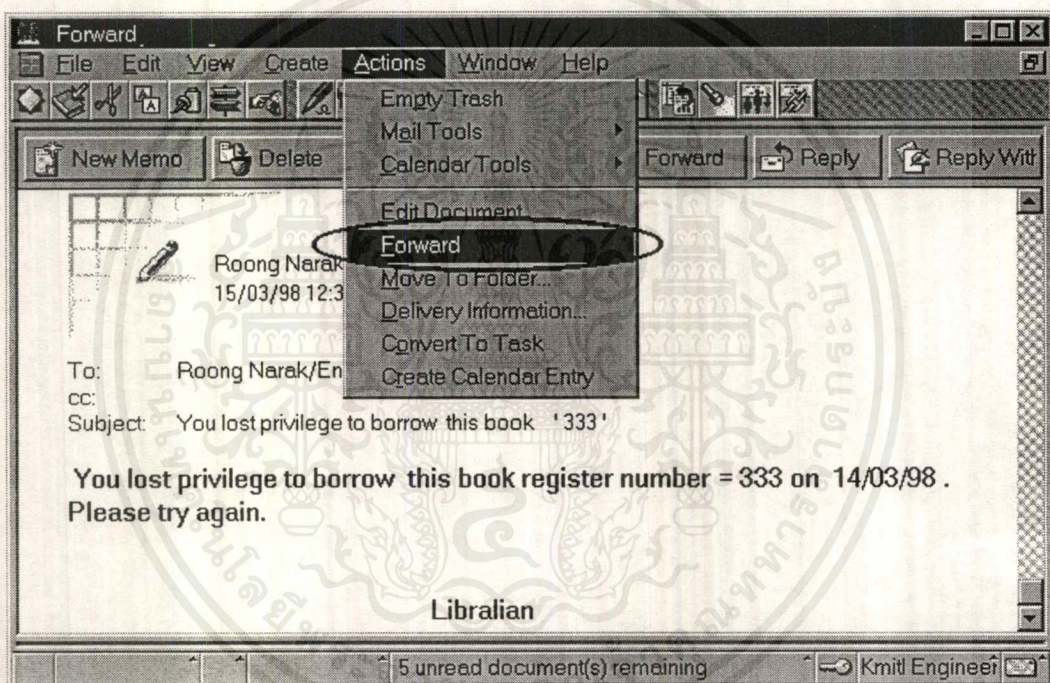 Forward
File Edit View Create Actions Window Help
New Memo Delete Forward Reply Reply Witt
Empty Trash
Mail Tools
Calendar Tools
Edit Document
Forward
Move To Folder...
Delivery Information...
Convert To Task
Create Calendar Entry
Roong Narak
15/03/98 12:3
To: Roong Narak/En
cc:
Subject: You lost privilege to borrow this book '333'
You lost privilege to borrow this book register number = 333 on 14/03/98 .
Please try again.
Libralian
5 unread document(s) remaining Kmitl Engineer